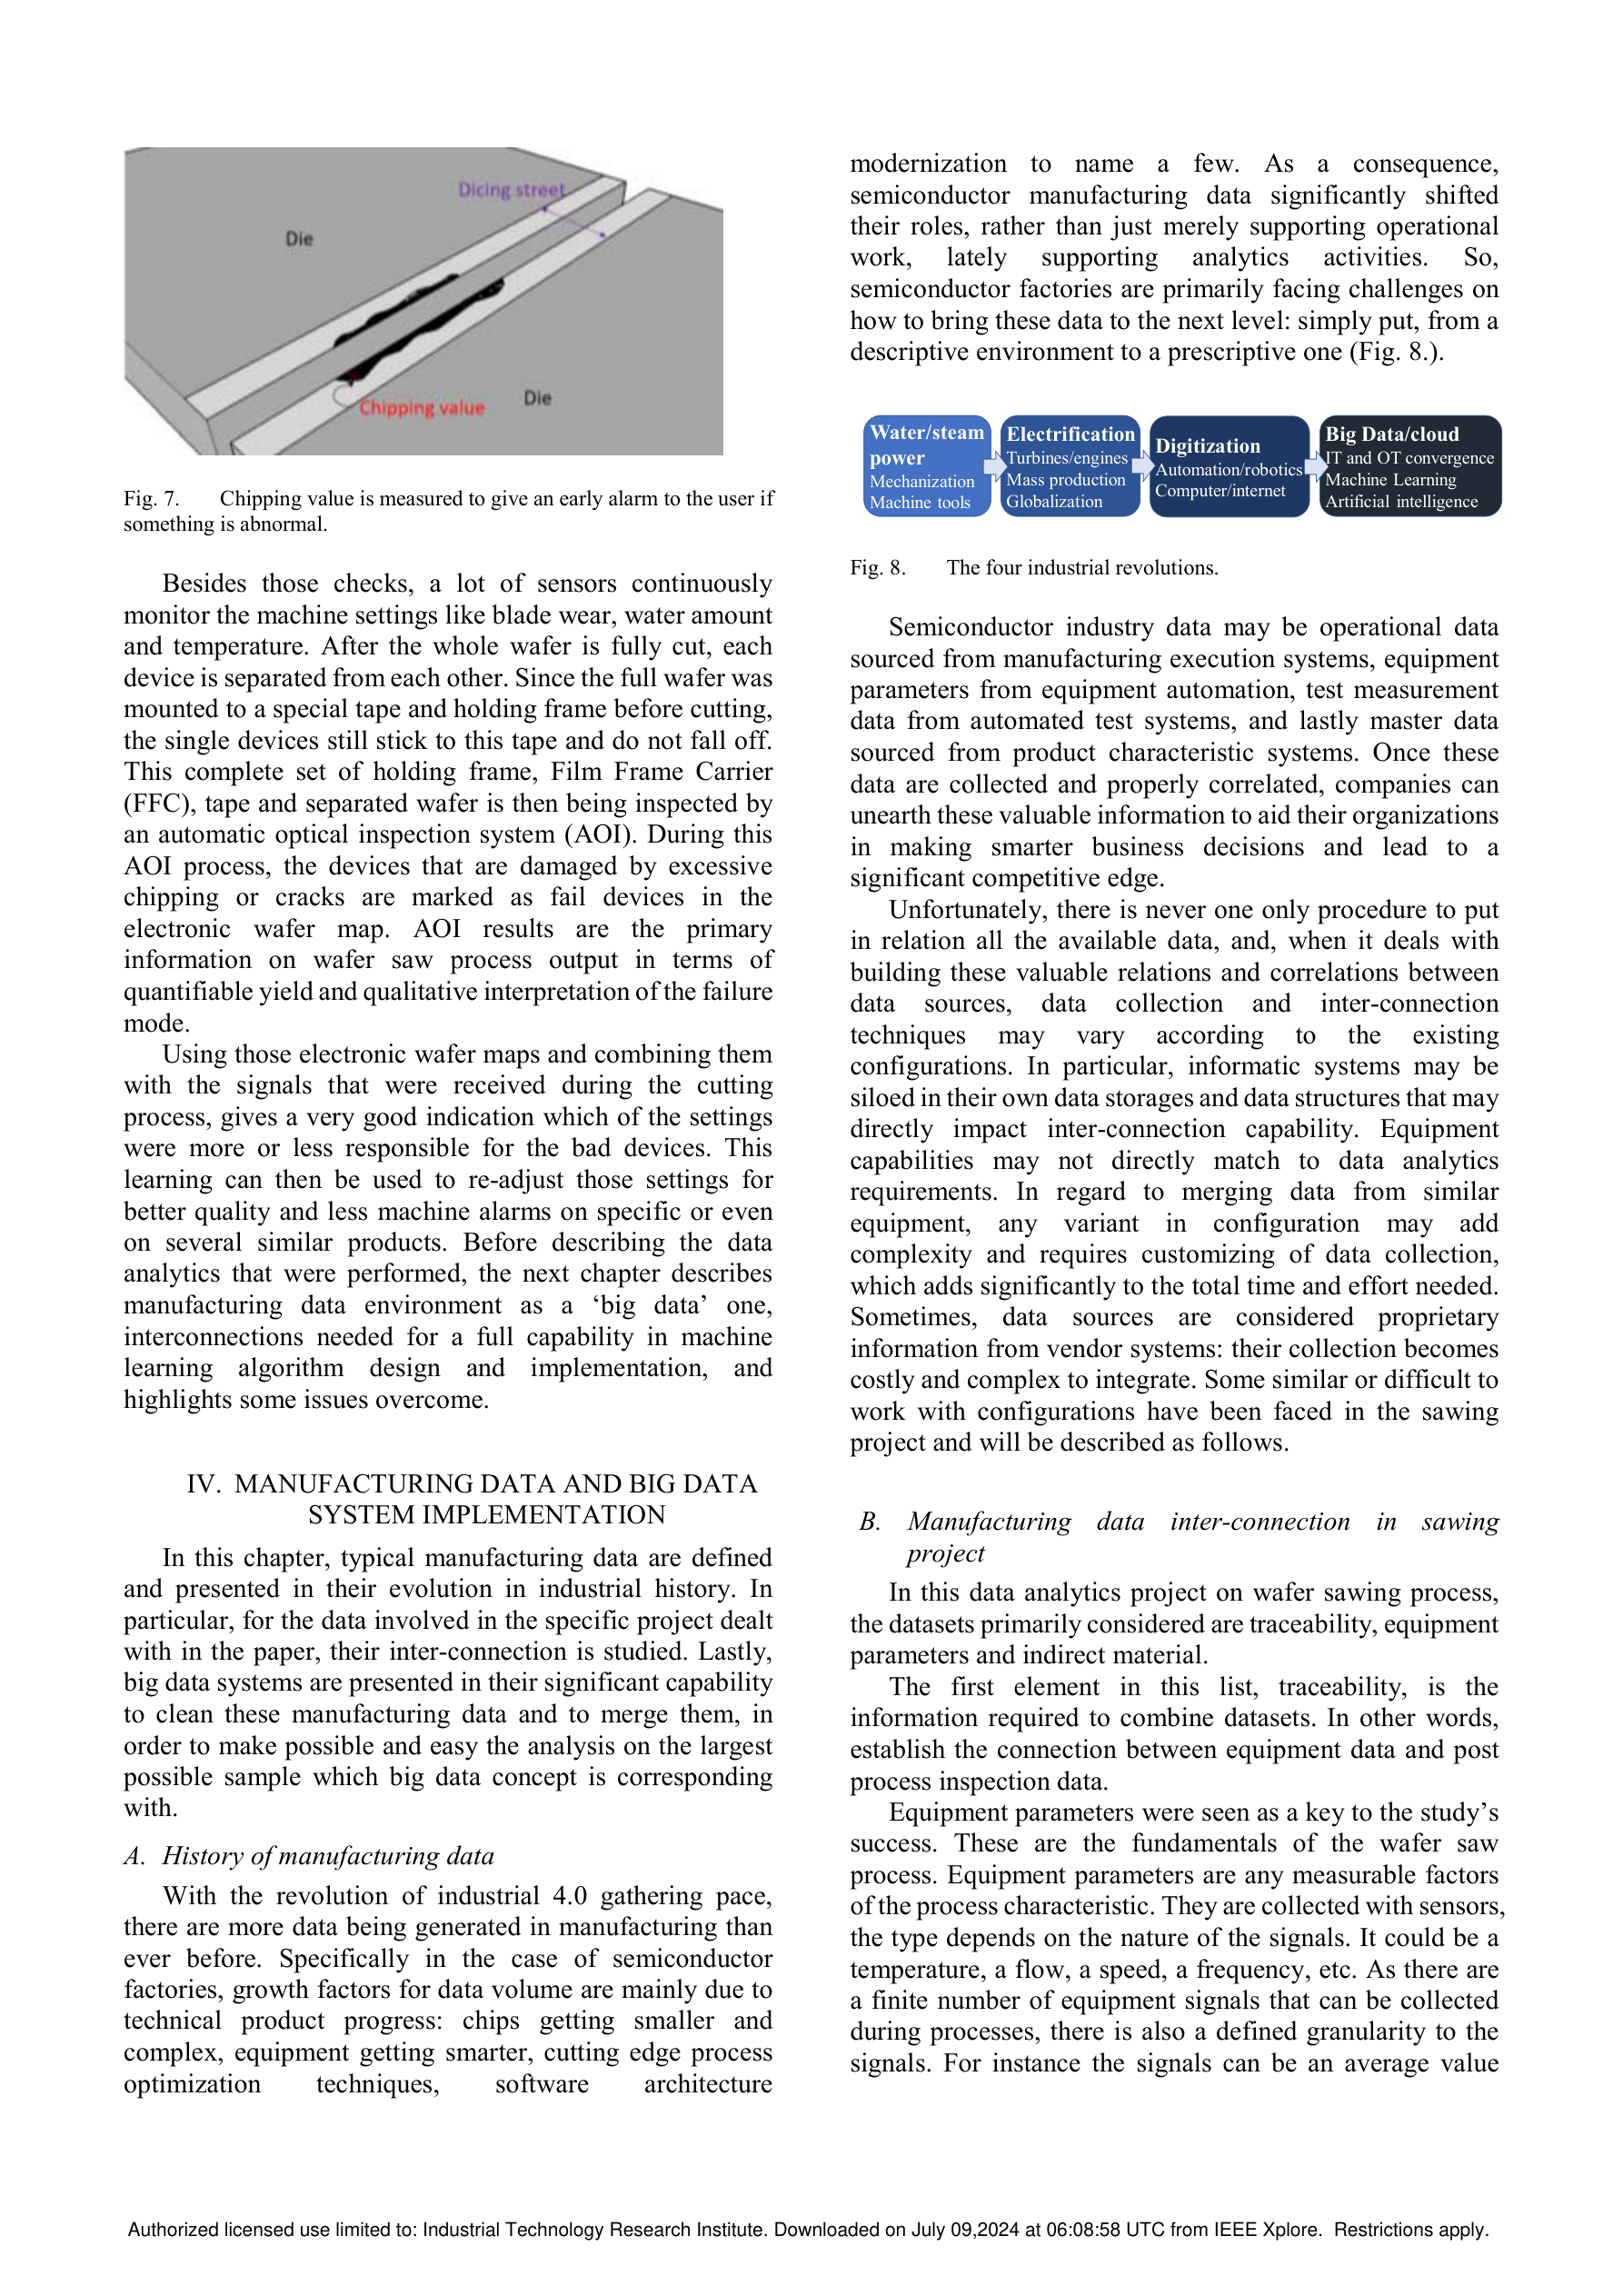 Dicing street
Die
Chipping value
Die
Fig. 7. Chipping value is measured to give an early alarm to the user if
something is abnormal.
Besides those checks, a lot of sensors continuously
monitor the machine settings like blade wear, water amount
and temperature. After the whole wafer is fully cut, each
device is separated from each other. Since the full wafer was
mounted to a special tape and holding frame before cutting,
the single devices still stick to this tape and do not fall off.
This complete set of holding frame, Film Frame Carrier
(FFC), tape and separated wafer is then being inspected by
an automatic optical inspection system (AOI). During this
AOI process, the devices that are damaged by excessive
chipping or cracks are marked as fail devices in the
electronic wafer map. AOI results are the primary
information on wafer saw process output in terms of
quantifiable yield and qualitative interpretation of the failure
mode.
Using those electronic wafer maps and combining them
with the signals that were received during the cutting
process, gives a very good indication which of the settings
were more or less responsible for the bad devices. This
learning can then be used to re-adjust those settings for
better quality and less machine alarms on specific or even
on several similar products. Before describing the data
analytics that were performed, the next chapter describes
manufacturing data environment as a ‘big data’ one,
interconnections needed for a full capability in machine
learning algorithm design and implementation, and
highlights some issues overcome.
IV. MANUFACTURING DATA AND BIG DATA
SYSTEM IMPLEMENTATION
In this chapter, typical manufacturing data are defined
and presented in their evolution in industrial history. In
particular, for the data involved in the specific project dealt
with in the paper, their inter-connection is studied. Lastly,
big data systems are presented in their significant capability
to clean these manufacturing data and to merge them, in
order to make possible and easy the analysis on the largest
possible sample which big data concept is corresponding
with.
A. History of manufacturing data
With the revolution of industrial 4.0 gathering pace,
there are more data being generated in manufacturing than
ever before. Specifically in the case of semiconductor
factories, growth factors for data volume are mainly due to
technical product progress: chips getting smaller and
complex, equipment getting smarter, cutting edge process
optimization techniques, software architecture
modernization to name a few. As a consequence,
semiconductor manufacturing data significantly shifted
their roles, rather than just merely supporting operational
work, lately supporting analytics activities. So,
semiconductor factories are primarily facing challenges on
how to bring these data to the next level: simply put, from a
descriptive environment to a prescriptive one (Fig. 8.).
Water/steam
power
Mechanization
Machine tools
Electrification
Turbines/engines
Mass production
Globalization
Digitization
Automation/robotics
Computer/internet
Big Data/cloud
IT and OT convergence
Machine Learning
Artificial intelligence
Fig. 8. The four industrial revolutions.
Semiconductor industry data may be operational data
sourced from manufacturing execution systems, equipment
parameters from equipment automation, test measurement
data from automated test systems, and lastly master data
sourced from product characteristic systems. Once these
data are collected and properly correlated, companies can
unearth these valuable information to aid their organizations
in making smarter business decisions and lead to a
significant competitive edge.
Unfortunately, there is never one only procedure to put
in relation all the available data, and, when it deals with
building these valuable relations and correlations between
data sources, data collection and inter-connection
techniques may vary according to the existing
configurations. In particular, informatic systems may be
siloed in their own data storages and data structures that may
directly impact inter-connection capability. Equipment
capabilities may not directly match to data analytics
requirements. In regard to merging data from similar
equipment, any variant in configuration may add
complexity and requires customizing of data collection,
which adds significantly to the total time and effort needed.
Sometimes, data sources are considered proprietary
information from vendor systems: their collection becomes
costly and complex to integrate. Some similar or difficult to
work with configurations have been faced in the sawing
project and will be described as follows.
B. Manufacturing data inter-connection in sawing
project
In this data analytics project on wafer sawing process,
the datasets primarily considered are traceability, equipment
parameters and indirect material.
The first element in this list, traceability, is the
information required to combine datasets. In other words,
establish the connection between equipment data and post
process inspection data.
Equipment parameters were seen as a key to the study’s
success. These are the fundamentals of the wafer saw
process. Equipment parameters are any measurable factors
of the process characteristic. They are collected with sensors,
the type depends on the nature of the signals. It could be a
temperature, a flow, a speed, a frequency, etc. As there are
a finite number of equipment signals that can be collected
during processes, there is also a defined granularity to the
signals. For instance the signals can be an average value
Authorized licensed use limited to: Industrial Technology Research Institute. Downloaded on July 09,2024 at 06:08:58 UTC from IEEE Xplore. Restrictions apply.